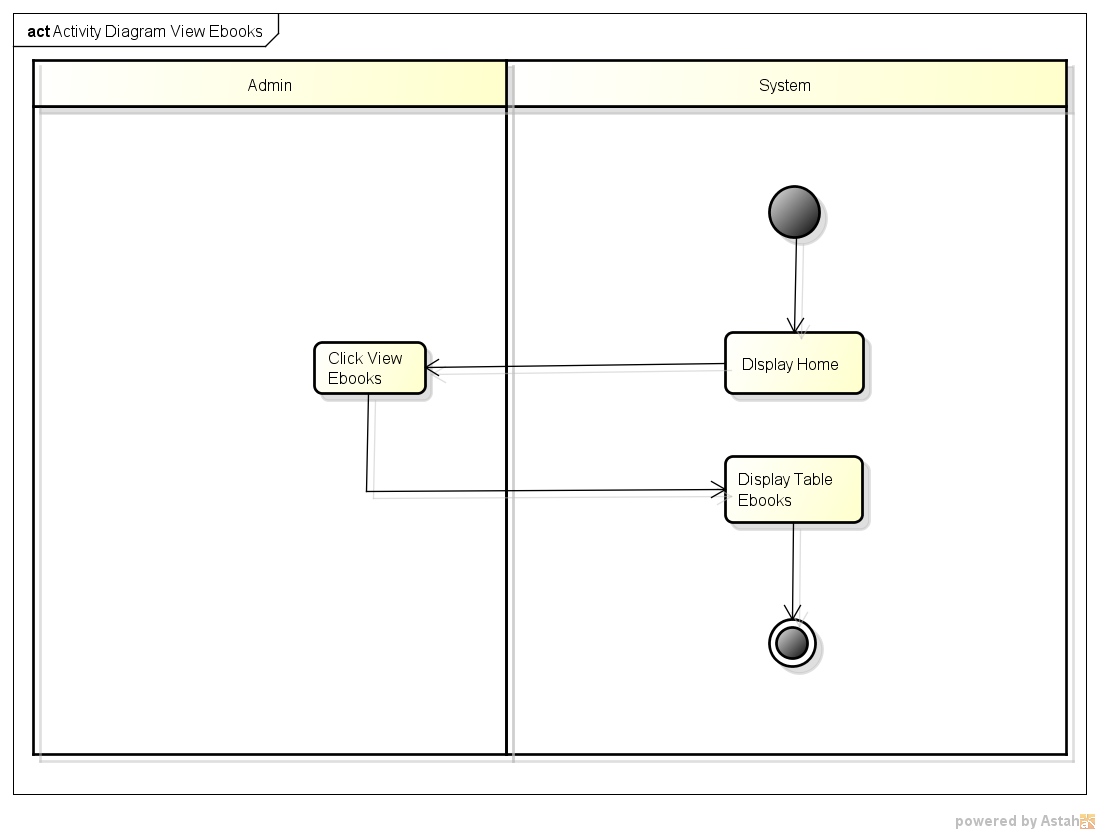 act Activity Diagram View Ebooks
Admin
System
Click View
Ebooks
DIsplay Home
Display Table
Ebooks
powered by Astah